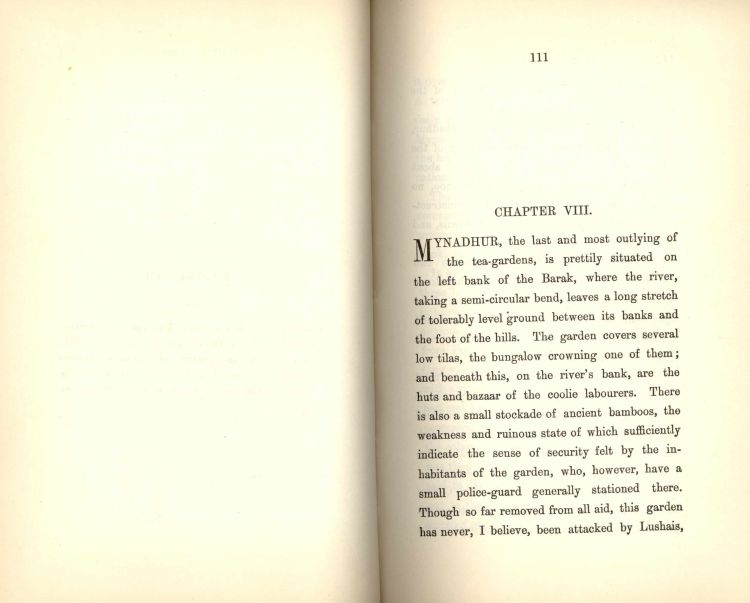 111
CHAPTER VIII.
MYNADHUR, the last and most outlying of
the tea-gardens, is prettily situated on
the left bank of the Barak, where the river,
taking a semi-circular bend, leaves a long stretch
of tolerably level ground between its banks and
the foot of the hills. The garden covers several
low tilas, the bungalow crowning one of them;
and beneath this, on the river's bank, are the
huts and bazaar of the coolie labourers. There
is also a small stockade of ancient bamboos, the
weakness and ruinous state of which sufficiently
indicate the sense of security felt by the in-
habitants of the garden, who, however, have a
small police-guard generally stationed there.
Though so far removed from all aid, this garden
has never, I believe, been attacked by Lushais,